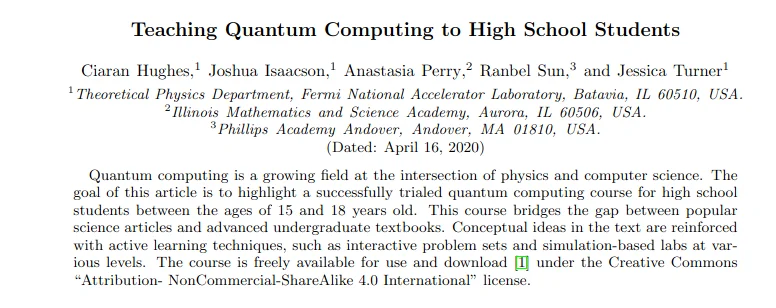 Teaching Quantum Computing to High School Students
Ciaran Hughes,1 Joshua Isaacson,1 Anastasia Perry,2 Ranbel Sun,3 and Jessica Turner1
1 Theoretical Physics Department, Fermi National Accelerator Laboratory, Batavia, IL 60510, USA.
2 Illinois Mathematics and Science Academy, Aurora, IL 60506, USA.
3 Phillips Academy Andover, Andover, MA 01810, USA.
(Dated: April 16, 2020)
Quantum computing is a growing field at the intersection of physics and computer science. The
goal of this article is to highlight a successfully trialed quantum computing course for high school
students between the ages of 15 and 18 years old. This course bridges the gap between popular
science articles and advanced undergraduate textbooks. Conceptual ideas in the text are reinforced
with active learning techniques, such as interactive problem sets and simulation-based labs at var-
ious levels. The course is freely available for use and download [1] under the Creative Commons
“Attribution- NonCommercial-ShareAlike 4.0 International” license.